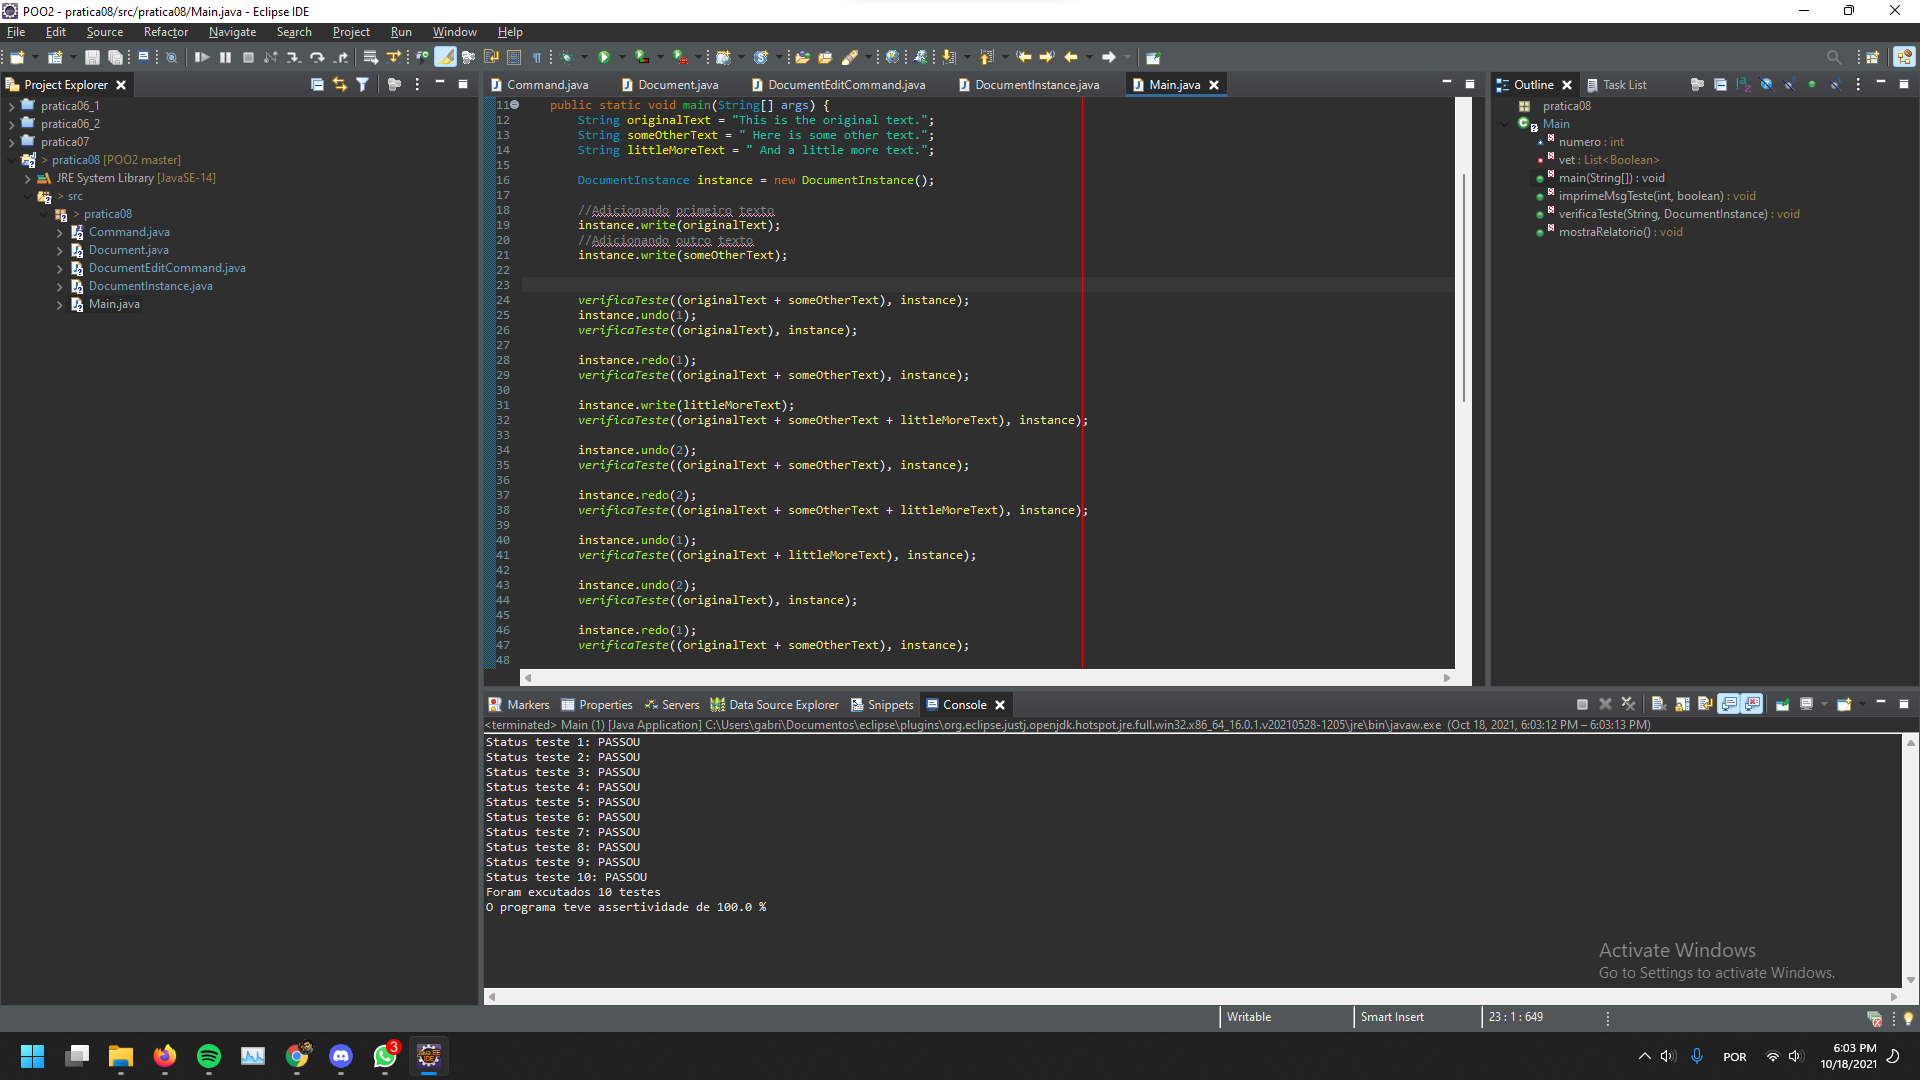 POO2 - pratica08/src/pratica08/Main.java - Eclipse IDE
File Edit Source Refactor Navigate Search Project Run Window Help
Project Explorer
pratica06_1
pratica06_2
pratica07
> pratica08 [POO2 master]
JRE System Library [JavaSE-14]
> src
> pratica08
Command.java
Document.java
DocumentEditCommand.java
DocumentInstance.java
Main.java
Command.java Document.java DocumentEditCommand.java DocumentInstance.java Main.java
11 public static void main(String[] args) {
12 String originalText = "This is the original text.";
13 String someOtherText = " Here is some other text.";
14 String littleMoreText = " And a little more text.";
15
16 DocumentInstance instance = new DocumentInstance();
17
18 //Adicionando primeiro texto
19 instance.write(originalText);
20 //Adicionando outro texto
21 instance.write(someOtherText);
22
23
24 verificaTeste((originalText + someOtherText), instance);
25 instance.undo(1);
26 verificaTeste((originalText), instance);
27
28 instance.redo(1);
29 verificaTeste((originalText + someOtherText), instance);
30
31 instance.write(littleMoreText);
32 verificaTeste((originalText + someOtherText + littleMoreText), instance);
33
34 instance.undo(2);
35 verificaTeste((originalText + someOtherText), instance);
36
37 instance.redo(2);
38 verificaTeste((originalText + someOtherText + littleMoreText), instance);
39
40 instance.undo(1);
41 verificaTeste((originalText + littleMoreText), instance);
42
43 instance.undo(2);
44 verificaTeste((originalText), instance);
45
46 instance.redo(1);
47 verificaTeste((originalText + someOtherText), instance);
48
Outline Task List
pratica08
Main
numero : int
vet : List<Boolean>
main(String[]) : void
imprimeMsgTeste(int, boolean) : void
verificaTeste(String, DocumentInstance) : void
mostraRelatorio() : void
Markers Properties Servers Data Source Explorer Snippets Console
<terminated> Main (1) [Java Application] C:\Users\gabri\Documentos\eclipse\plugins\org.eclipse.justj.openjdk.hotspot.jre.full.win32.x86_64_16.0.1.v20210528-1205\jre\bin\javaw.exe (Oct 18, 2021, 6:03:12 PM – 6:03:13 PM)
Status teste 1: PASSOU
Status teste 2: PASSOU
Status teste 3: PASSOU
Status teste 4: PASSOU
Status teste 5: PASSOU
Status teste 6: PASSOU
Status teste 7: PASSOU
Status teste 8: PASSOU
Status teste 9: PASSOU
Status teste 10: PASSOU
Foram excutados 10 testes
O programa teve assertividade de 100.0 %
Activate Windows
Go to Settings to activate Windows.
Writable Smart Insert 23 : 1 : 649
3
POR
6:03 PM
10/18/2021